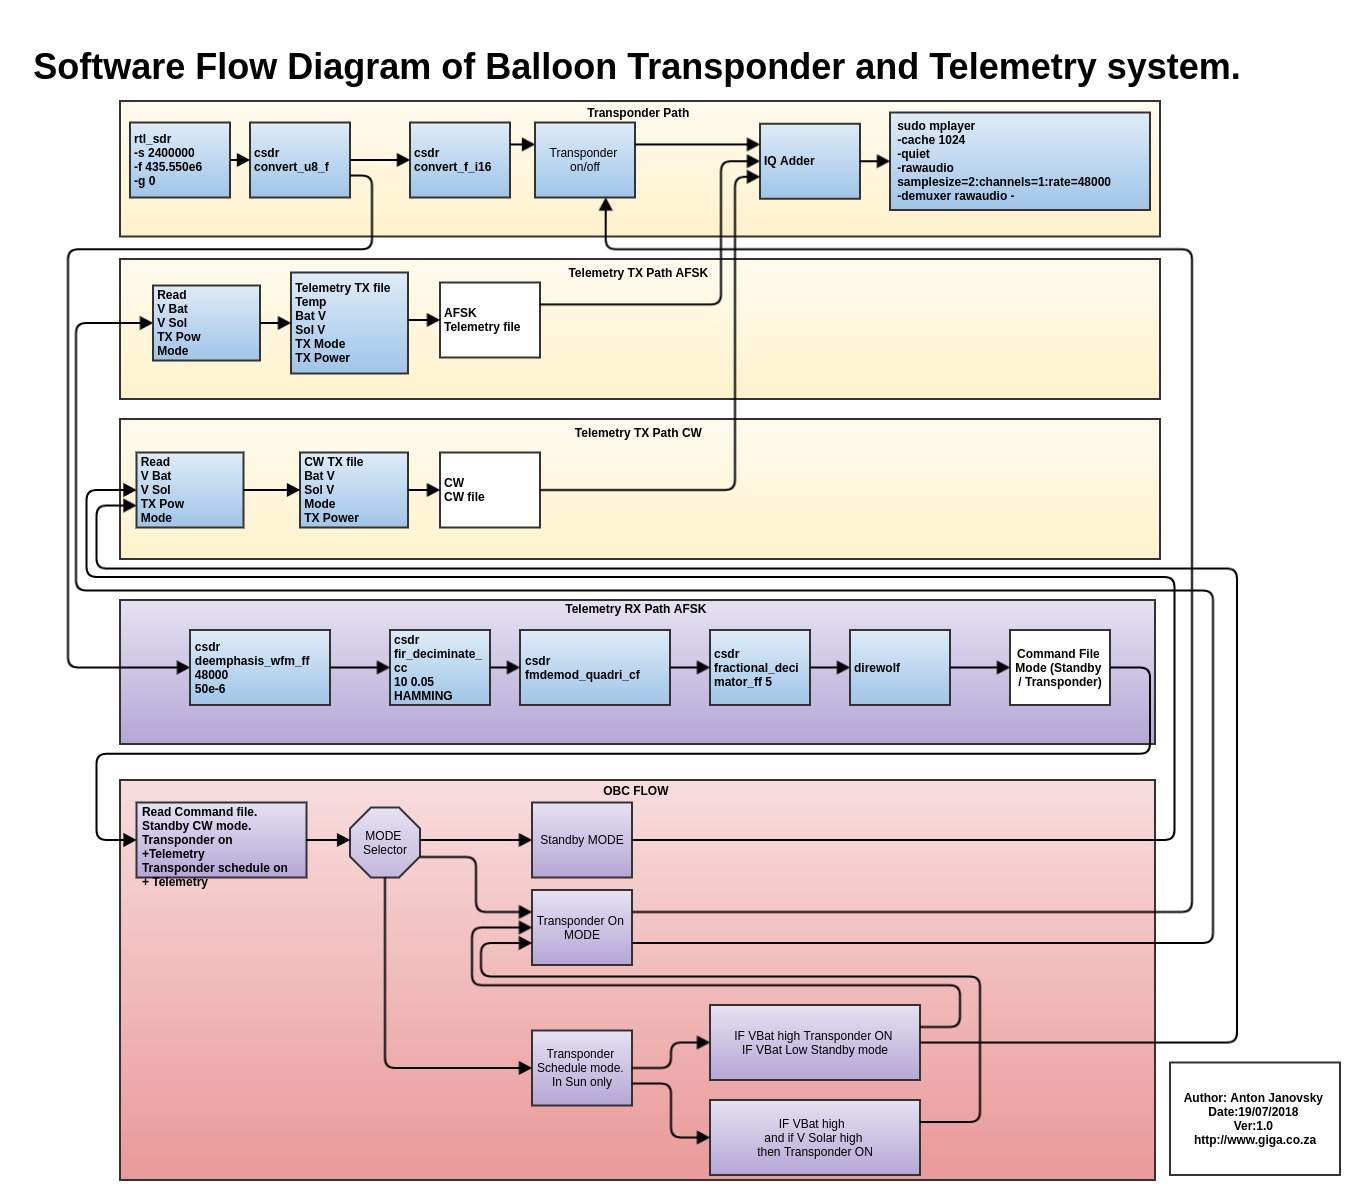 Software Flow Diagram of Balloon Transponder and Telemetry system.
Transponder Path
rtl_sdr
-s 2400000
-f 435.550e6
-g 0
csdr
convert_u8_f
csdr
convert_f_i16
Transponder
on/off
IQ Adder
sudo mplayer
-cache 1024
-quiet
-rawaudio
samplesize=2:channels=1:rate=48000
-demuxer rawaudio -
Telemetry TX Path AFSK
Read
V Bat
V Sol
TX Pow
Mode
Telemetry TX file
Temp
Bat V
Sol V
TX Mode
TX Power
AFSK
Telemetry file
Telemetry TX Path CW
Read
V Bat
V Sol
TX Pow
Mode
CW TX file
Bat V
Sol V
Mode
TX Power
CW
CW file
Telemetry RX Path AFSK
csdr
deemphasis_wfm_ff
48000
50e-6
csdr
fir_deciminate_
cc
10 0.05
HAMMING
csdr
fmdemod_quadri_cf
csdr
fractional_deci
mator_ff 5
direwolf
Command File
Mode (Standby
/ Transponder)
OBC FLOW
Read Command file.
Standby CW mode.
Transponder on
+Telemetry
Transponder schedule on
+ Telemetry
MODE
Selector
Standby MODE
Transponder On
MODE
Transponder
Schedule mode.
In Sun only
IF VBat high Transponder ON
IF VBat Low Standby mode
IF VBat high
and if V Solar high
then Transponder ON
Author: Anton Janovsky
Date:19/07/2018
Ver:1.0
http://www.giga.co.za